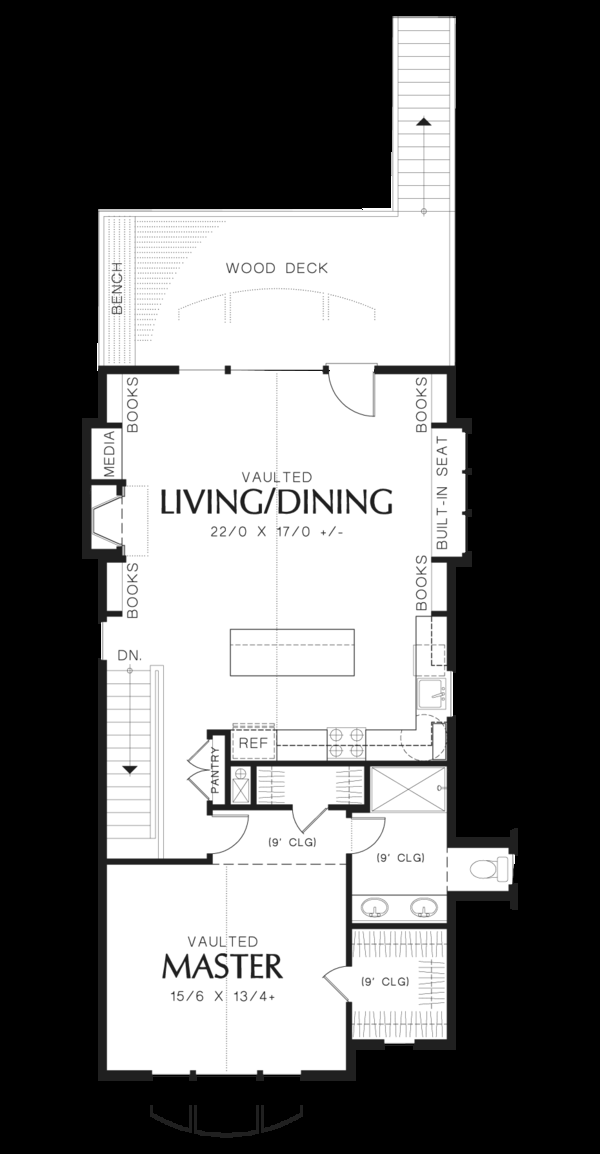 WOOD DECK
BENCH
BOOKS
BOOKS
MEDIA
BUILT-IN SEAT
VAULTED
LIVING/DINING
22/0 X 17/0 +/-
BOOKS
BOOKS
DN.
REF
PANTRY
(9' CLG)
(9' CLG)
VAULTED
MASTER
15/6 X 13/4+
(9' CLG)